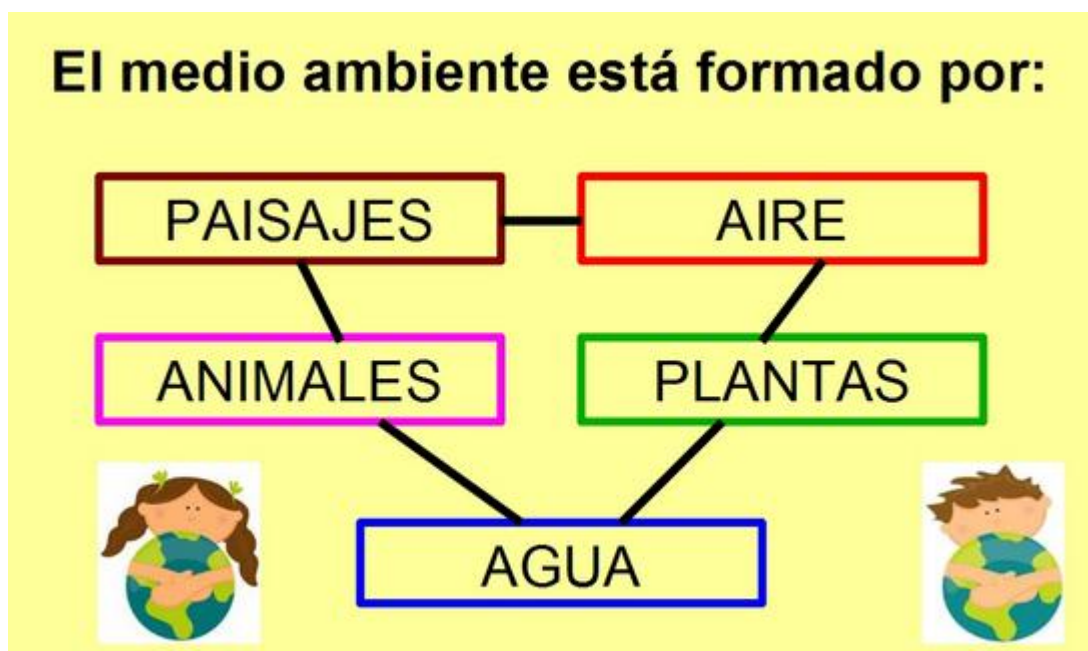 El medio ambiente está formado por:
PAISAJES
AIRE
ANIMALES
PLANTAS
AGUA